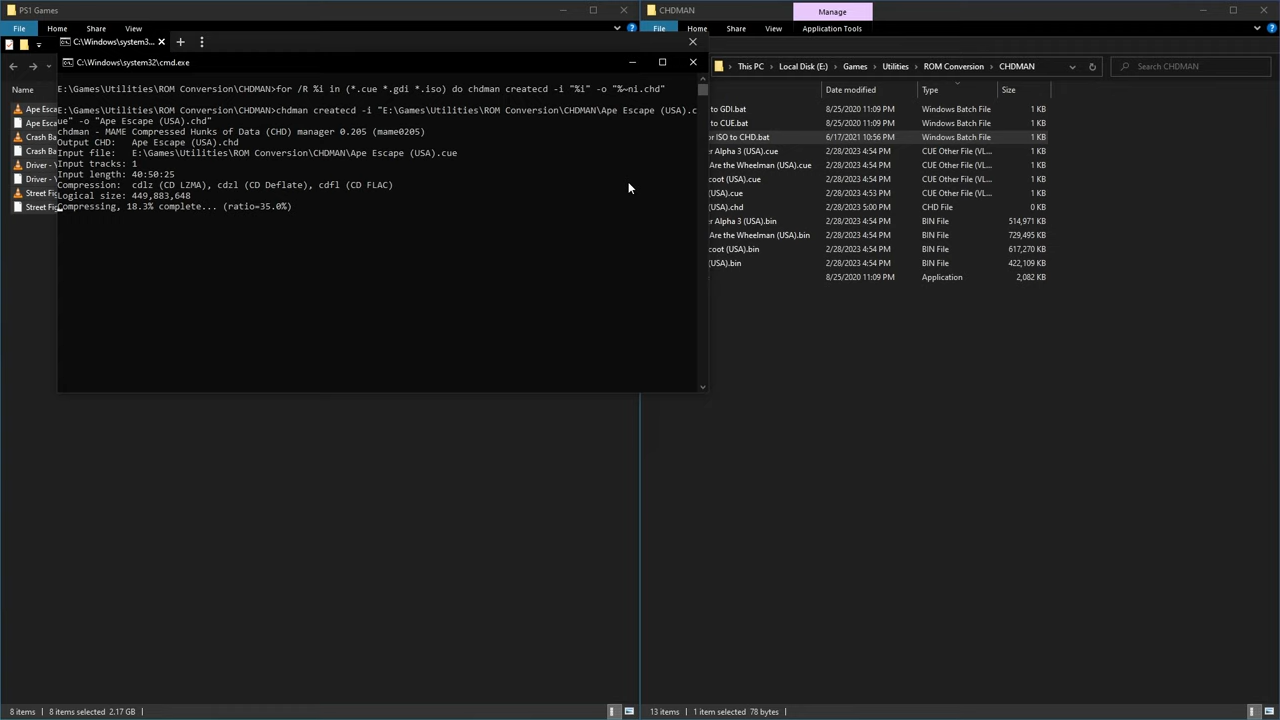 PS1 Games
File Home Share View
C:\Windows\system3...
C:\Windows\system32\cmd.exe
E:\Games\Utilities\ROM Conversion\CHDMAN>for /R %i in (*.cue *.gdi *.iso) do chdman createcd -i "%i" -o "%~ni.chd"
E:\Games\Utilities\ROM Conversion\CHDMAN>chdman createcd -i "E:\Games\Utilities\ROM Conversion\CHDMAN\Ape Escape (USA).c
ue" -o "Ape Escape (USA).chd"
chdman - MAME Compressed Hunks of Data (CHD) manager 0.205 (mame0205)
Output CHD:   Ape Escape (USA).chd
Input file:   E:\Games\Utilities\ROM Conversion\CHDMAN\Ape Escape (USA).cue
Input tracks: 1
Input length: 40:50:25
Compression:  cdlz (CD LZMA), cdzl (CD Deflate), cdfl (CD FLAC)
Logical size: 449,883,648
Compressing, 18.3% complete... (ratio=35.0%)
Name
Ape Esca
Ape Esca
Crash Ba
Crash Ba
Driver -
Driver -
Street Fi
Street Fi
8 items 8 items selected 2.17 GB
CHDMAN
Manage
File Home Share View Application Tools
This PC Local Disk (E:) Games Utilities ROM Conversion CHDMAN
Search CHDMAN
Date modified Type Size
to GDI.bat 8/25/2020 11:09 PM Windows Batch File 1 KB
to CUE.bat 8/25/2020 11:09 PM Windows Batch File 1 KB
or ISO to CHD.bat 6/17/2021 10:56 PM Windows Batch File 1 KB
r Alpha 3 (USA).cue 2/28/2023 4:54 PM CUE Other File (VL... 1 KB
Are the Wheelman (USA).cue 2/28/2023 4:54 PM CUE Other File (VL... 1 KB
coot (USA).cue 2/28/2023 4:54 PM CUE Other File (VL... 1 KB
(USA).cue 2/28/2023 4:54 PM CUE Other File (VL... 1 KB
(USA).chd 2/28/2023 5:00 PM CHD File 1 KB
r Alpha 3 (USA).bin 2/28/2023 4:54 PM BIN File 514,971 KB
Are the Wheelman (USA).bin 2/28/2023 4:54 PM BIN File 729,495 KB
coot (USA).bin 2/28/2023 4:54 PM BIN File 617,270 KB
(USA).bin 2/28/2023 4:54 PM BIN File 422,109 KB
8/25/2020 11:09 PM Application 2,082 KB
13 items 1 item selected 78 bytes